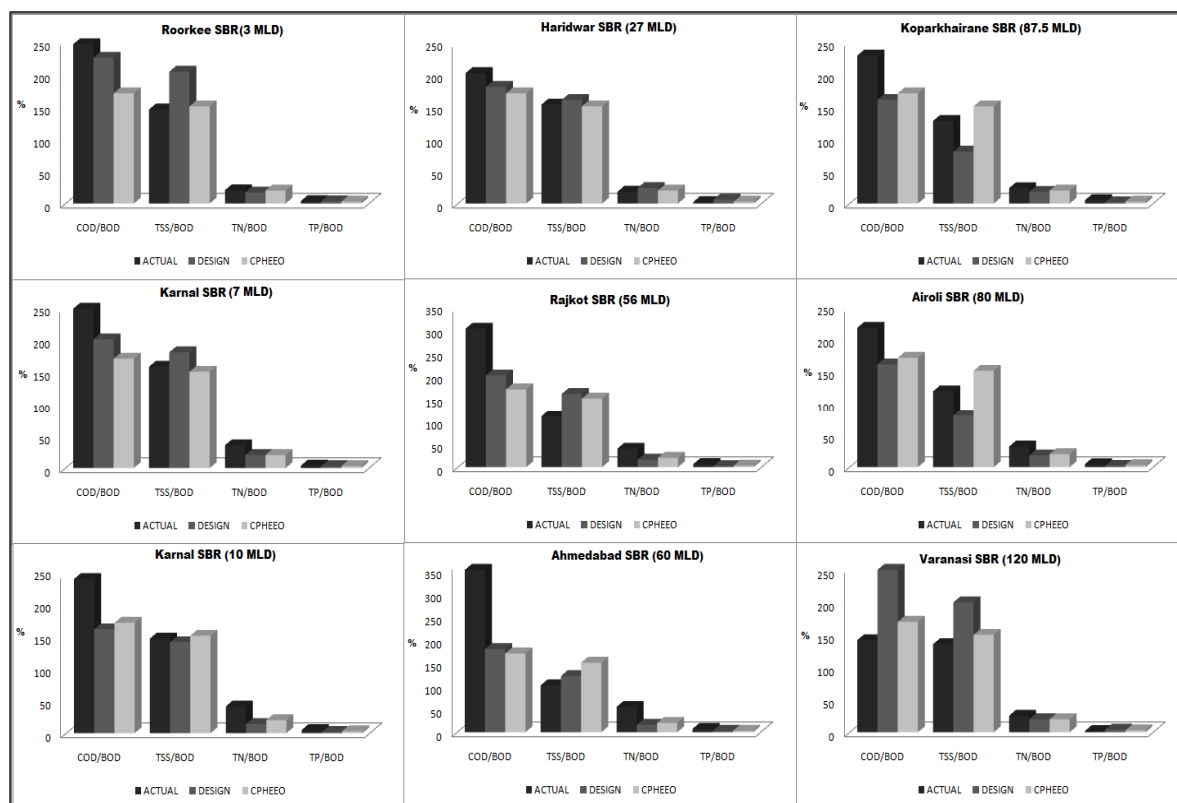 Roorkee SBR(3 MLD)
250
200
%
150
100
50
0
COD/BOD TSS/BOD TN/BOD TP/BOD
ACTUAL DESIGN CPHEEO
Haridwar SBR (27 MLD)
250
200
%
150
100
50
0
COD/BOD TSS/BOD TN/BOD TP/BOD
ACTUAL DESIGN CPHEEO
Koparkhairane SBR (87.5 MLD)
250
200
%
150
100
50
0
COD/BOD TSS/BOD TN/BOD TP/BOD
ACTUAL DESIGN CPHEEO
Karnal SBR (7 MLD)
250
200
%
150
100
50
0
COD/BOD TSS/BOD TN/BOD TP/BOD
ACTUAL DESIGN CPHEEO
Rajkot SBR (56 MLD)
350
300
250
%
200
150
100
50
0
COD/BOD TSS/BOD TN/BOD TP/BOD
ACTUAL DESIGN CPHEEO
Airoli SBR (80 MLD)
250
200
%
150
100
50
0
COD/BOD TSS/BOD TN/BOD TP/BOD
ACTUAL DESIGN CPHEEO
Karnal SBR (10 MLD)
250
200
%
150
100
50
0
COD/BOD TSS/BOD TN/BOD TP/BOD
ACTUAL DESIGN CPHEEO
Ahmedabad SBR (60 MLD)
350
300
250
%
200
150
100
50
0
COD/BOD TSS/BOD TN/BOD TP/BOD
ACTUAL DESIGN CPHEEO
Varanasi SBR (120 MLD)
250
200
%
150
100
50
0
COD/BOD TSS/BOD TN/BOD TP/BOD
ACTUAL DESIGN CPHEEO